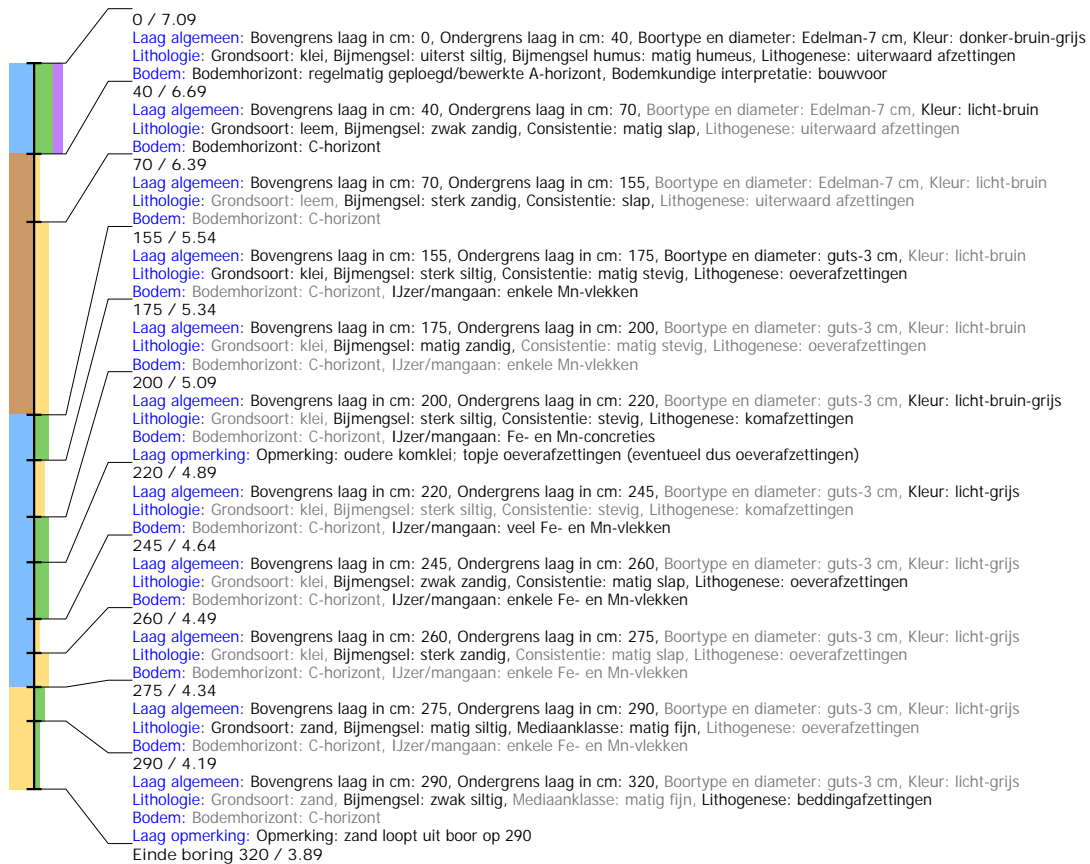 0 / 7.09
Laag algemeen: Bovengrens laag in cm: 0, Ondergrens laag in cm: 40, Boortype en diameter: Edelman-7 cm, Kleur: donker-bruin-grijs
Lithologie: Grondsoort: klei, Bijmengsel: uiterst siltig, Bijmengsel humus: matig humeus, Lithogenese: uiterwaard afzettingen
Bodem: Bodemhorizont: regelmatig geploegd/bewerkte A-horizont, Bodemkundige interpretatie: bouwvoor
40 / 6.69
Laag algemeen: Bovengrens laag in cm: 40, Ondergrens laag in cm: 70, Boortype en diameter: Edelman-7 cm, Kleur: licht-bruin
Lithologie: Grondsoort: leem, Bijmengsel: zwak zandig, Consistentie: matig slap, Lithogenese: uiterwaard afzettingen
Bodem: Bodemhorizont: C-horizont
70 / 6.39
Laag algemeen: Bovengrens laag in cm: 70, Ondergrens laag in cm: 155, Boortype en diameter: Edelman-7 cm, Kleur: licht-bruin
Lithologie: Grondsoort: leem, Bijmengsel: sterk zandig, Consistentie: slap, Lithogenese: uiterwaard afzettingen
Bodem: Bodemhorizont: C-horizont
155 / 5.54
Laag algemeen: Bovengrens laag in cm: 155, Ondergrens laag in cm: 175, Boortype en diameter: guts-3 cm, Kleur: licht-bruin
Lithologie: Grondsoort: klei, Bijmengsel: sterk siltig, Consistentie: matig stevig, Lithogenese: oeverafzettingen
Bodem: Bodemhorizont: C-horizont, IJzer/mangaan: enkele Mn-vlekken
175 / 5.34
Laag algemeen: Bovengrens laag in cm: 175, Ondergrens laag in cm: 200, Boortype en diameter: guts-3 cm, Kleur: licht-bruin
Lithologie: Grondsoort: klei, Bijmengsel: matig zandig, Consistentie: matig stevig, Lithogenese: oeverafzettingen
Bodem: Bodemhorizont: C-horizont, IJzer/mangaan: enkele Mn-vlekken
200 / 5.09
Laag algemeen: Bovengrens laag in cm: 200, Ondergrens laag in cm: 220, Boortype en diameter: guts-3 cm, Kleur: licht-bruin-grijs
Lithologie: Grondsoort: klei, Bijmengsel: sterk siltig, Consistentie: stevig, Lithogenese: komafzettingen
Bodem: Bodemhorizont: C-horizont, IJzer/mangaan: Fe- en Mn-concreties
Laag opmerking: Opmerking: oudere komklei; topje oeverafzettingen (eventueel dus oeverafzettingen)
220 / 4.89
Laag algemeen: Bovengrens laag in cm: 220, Ondergrens laag in cm: 245, Boortype en diameter: guts-3 cm, Kleur: licht-grijs
Lithologie: Grondsoort: klei, Bijmengsel: sterk siltig, Consistentie: stevig, Lithogenese: komafzettingen
Bodem: Bodemhorizont: C-horizont, IJzer/mangaan: veel Fe- en Mn-vlekken
245 / 4.64
Laag algemeen: Bovengrens laag in cm: 245, Ondergrens laag in cm: 260, Boortype en diameter: guts-3 cm, Kleur: licht-grijs
Lithologie: Grondsoort: klei, Bijmengsel: zwak zandig, Consistentie: matig slap, Lithogenese: oeverafzettingen
Bodem: Bodemhorizont: C-horizont, IJzer/mangaan: enkele Fe- en Mn-vlekken
260 / 4.49
Laag algemeen: Bovengrens laag in cm: 260, Ondergrens laag in cm: 275, Boortype en diameter: guts-3 cm, Kleur: licht-grijs
Lithologie: Grondsoort: klei, Bijmengsel: sterk zandig, Consistentie: matig slap, Lithogenese: oeverafzettingen
Bodem: Bodemhorizont: C-horizont, IJzer/mangaan: enkele Fe- en Mn-vlekken
275 / 4.34
Laag algemeen: Bovengrens laag in cm: 275, Ondergrens laag in cm: 290, Boortype en diameter: guts-3 cm, Kleur: licht-grijs
Lithologie: Grondsoort: zand, Bijmengsel: matig siltig, Mediaanklasse: matig fijn, Lithogenese: oeverafzettingen
Bodem: Bodemhorizont: C-horizont, IJzer/mangaan: enkele Fe- en Mn-vlekken
290 / 4.19
Laag algemeen: Bovengrens laag in cm: 290, Ondergrens laag in cm: 320, Boortype en diameter: guts-3 cm, Kleur: licht-grijs
Lithologie: Grondsoort: zand, Bijmengsel: zwak siltig, Mediaanklasse: matig fijn, Lithogenese: beddingafzettingen
Bodem: Bodemhorizont: C-horizont
Laag opmerking: Opmerking: zand loopt uit boor op 290
Einde boring 320 / 3.89